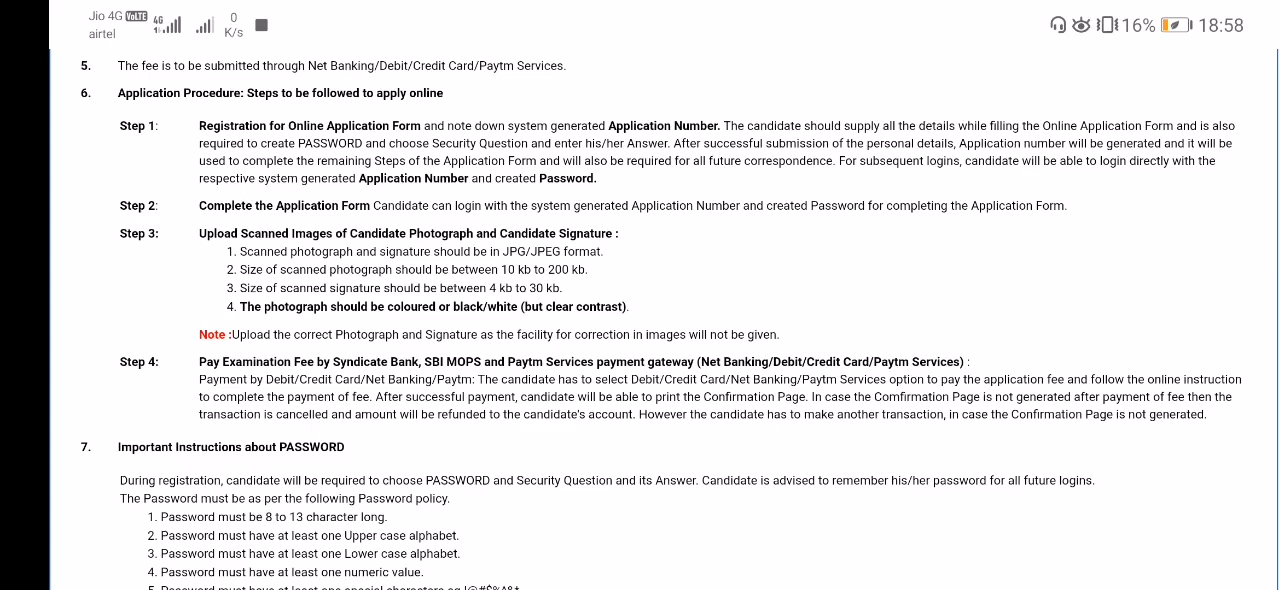 Jio 4G VoLTE 4G 0 K/s 16% 18:58
airtel
5. The fee is to be submitted through Net Banking/Debit/Credit Card/Paytm Services.
6. Application Procedure: Steps to be followed to apply online
Step 1: Registration for Online Application Form and note down system generated Application Number. The candidate should supply all the details while filling the Online Application Form and is also
required to create PASSWORD and choose Security Question and enter his/her Answer. After successful submission of the personal details, Application number will be generated and it will be
used to complete the remaining Steps of the Application Form and will also be required for all future correspondence. For subsequent logins, candidate will be able to login directly with the
respective system generated Application Number and created Password.
Step 2: Complete the Application Form Candidate can login with the system generated Application Number and created Password for completing the Application Form.
Step 3: Upload Scanned Images of Candidate Photograph and Candidate Signature :
1. Scanned photograph and signature should be in JPG/JPEG format.
2. Size of scanned photograph should be between 10 kb to 200 kb.
3. Size of scanned signature should be between 4 kb to 30 kb.
4. The photograph should be coloured or black/white (but clear contrast).
Note :Upload the correct Photograph and Signature as the facility for correction in images will not be given.
Step 4: Pay Examination Fee by Syndicate Bank, SBI MOPS and Paytm Services payment gateway (Net Banking/Debit/Credit Card/Paytm Services) :
Payment by Debit/Credit Card/Net Banking/Paytm: The candidate has to select Debit/Credit Card/Net Banking/Paytm Services option to pay the application fee and follow the online instruction
to complete the payment of fee. After successful payment, candidate will be able to print the Confirmation Page. In case the Comfirmation Page is not generated after payment of fee then the
transaction is cancelled and amount will be refunded to the candidate's account. However the candidate has to make another transaction, in case the Confirmation Page is not generated.
7. Important Instructions about PASSWORD
During registration, candidate will be required to choose PASSWORD and Security Question and its Answer. Candidate is advised to remember his/her password for all future logins.
The Password must be as per the following Password policy.
1. Password must be 8 to 13 character long.
2. Password must have at least one Upper case alphabet.
3. Password must have at least one Lower case alphabet.
4. Password must have at least one numeric value.
5. Password must have at least one special characters eg.!@#$%^&*